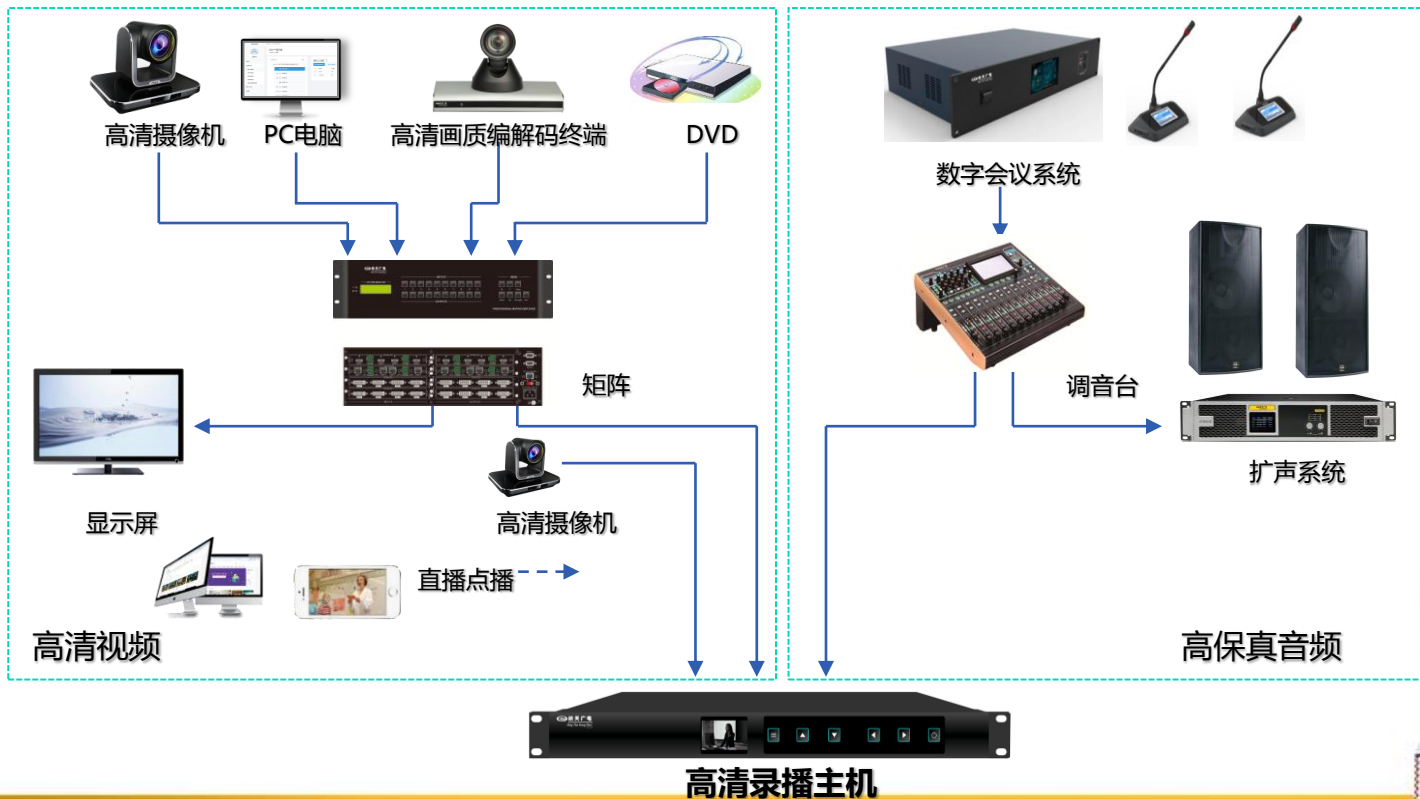 高清摄像机
PC电脑
高清画质编解码终端
DVD
数字会议系统
矩阵
调音台
扩声系统
显示屏
高清摄像机
直播点播
高清视频
高保真音频
高清录播主机